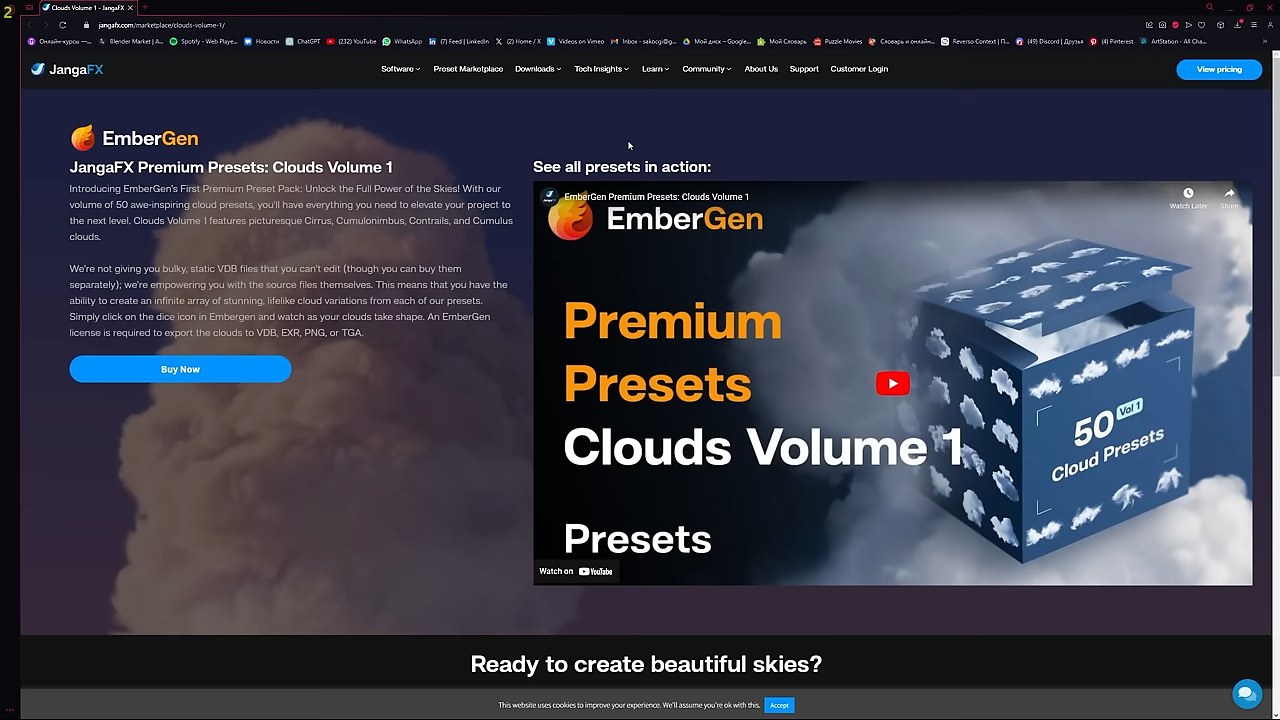 2
Clouds Volume 1 - JangaFX
jangafx.com/marketplace/clouds-volume-1/
Онлайн-курсы —... Blender Market | A... Spotify - Web Playe... Новости ChatGPT (232) YouTube WhatsApp (7) Feed | LinkedIn (2) Home / X Videos on Vimeo Inbox - sakocgi@g... Мой диск – Google... Мой Словарь Puzzle Movies Словарь и онлайн... Reverso Context | П... (49) Discord | Друзья (4) Pinterest ArtStation - All Cha...
JangaFX
Software Preset Marketplace Downloads Tech Insights Learn Community About Us Support Customer Login
View pricing
EmberGen
JangaFX Premium Presets: Clouds Volume 1
Introducing EmberGen's First Premium Preset Pack: Unlock the Full Power of the Skies! With our
volume of 50 awe-inspiring cloud presets, you'll have everything you need to elevate your project to
the next level. Clouds Volume 1 features picturesque Cirrus, Cumulonimbus, Contrails, and Cumulus
clouds.
We're not giving you bulky, static VDB files that you can't edit (though you can buy them
separately); we're empowering you with the source files themselves. This means that you have the
ability to create an infinite array of stunning, lifelike cloud variations from each of our presets.
Simply click on the dice icon in Embergen and watch as your clouds take shape. An EmberGen
license is required to export the clouds to VDB, EXR, PNG, or TGA.
Buy Now
See all presets in action:
EmberGen Premium Presets: Clouds Volume 1
Watch Later
Share
EmberGen
Premium
Presets
Clouds Volume 1
Presets
50 Vol 1
Cloud Presets
Watch on YouTube
Ready to create beautiful skies?
This website uses cookies to improve your experience. We'll assume you're ok with this.
Accept